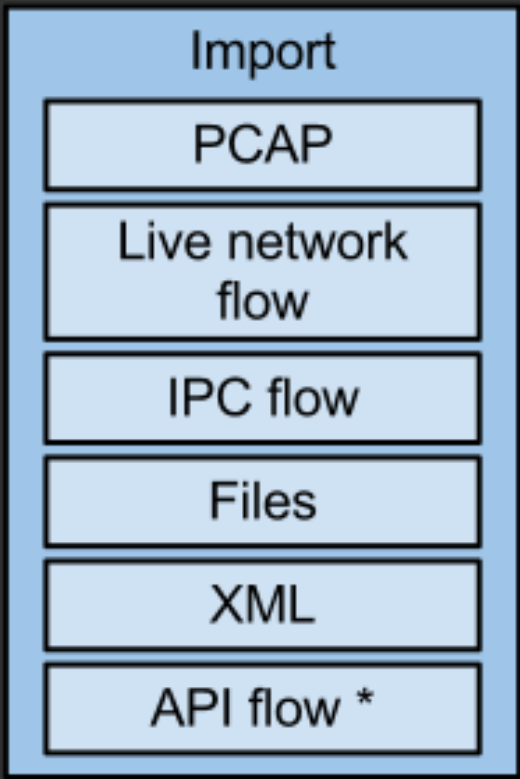 Import
PCAP
Live network
flow
IPC flow
Files
XML
API flow *